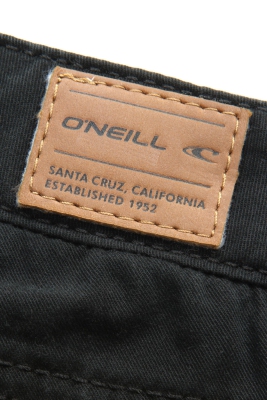 O'NEILL
SANTA CRUZ, CALIFORNIA
ESTABLISHED 1952